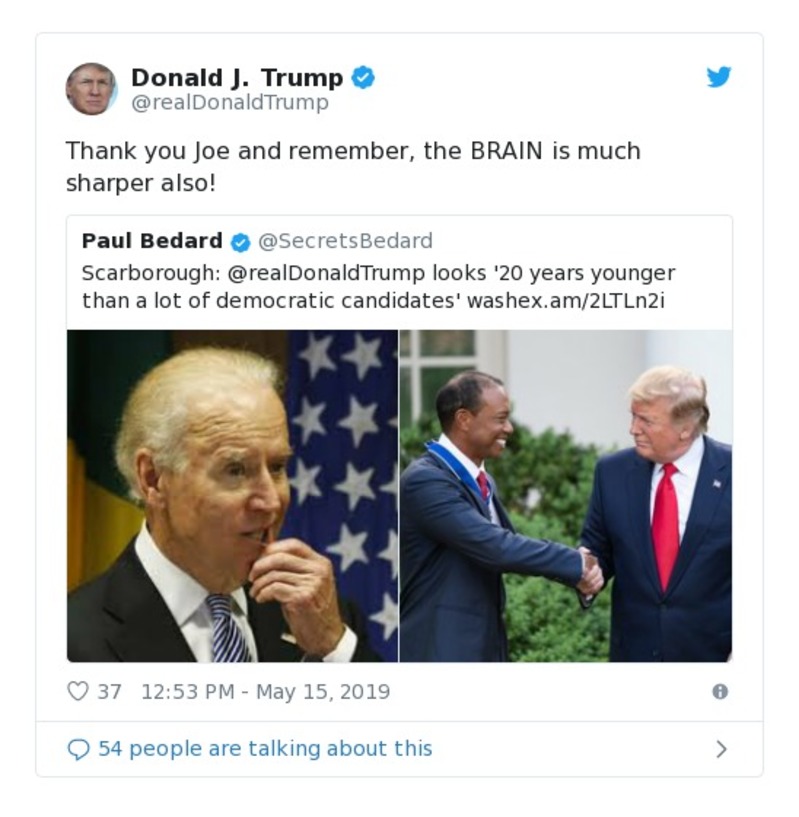 Donald J. Trump
@realDonaldTrump
Thank you Joe and remember, the BRAIN is much
sharper also!
Paul Bedard @SecretsBedard
Scarborough: @realDonaldTrump looks '20 years younger
than a lot of democratic candidates' washex.am/2LTLn2i
37 12:53 PM - May 15, 2019
54 people are talking about this